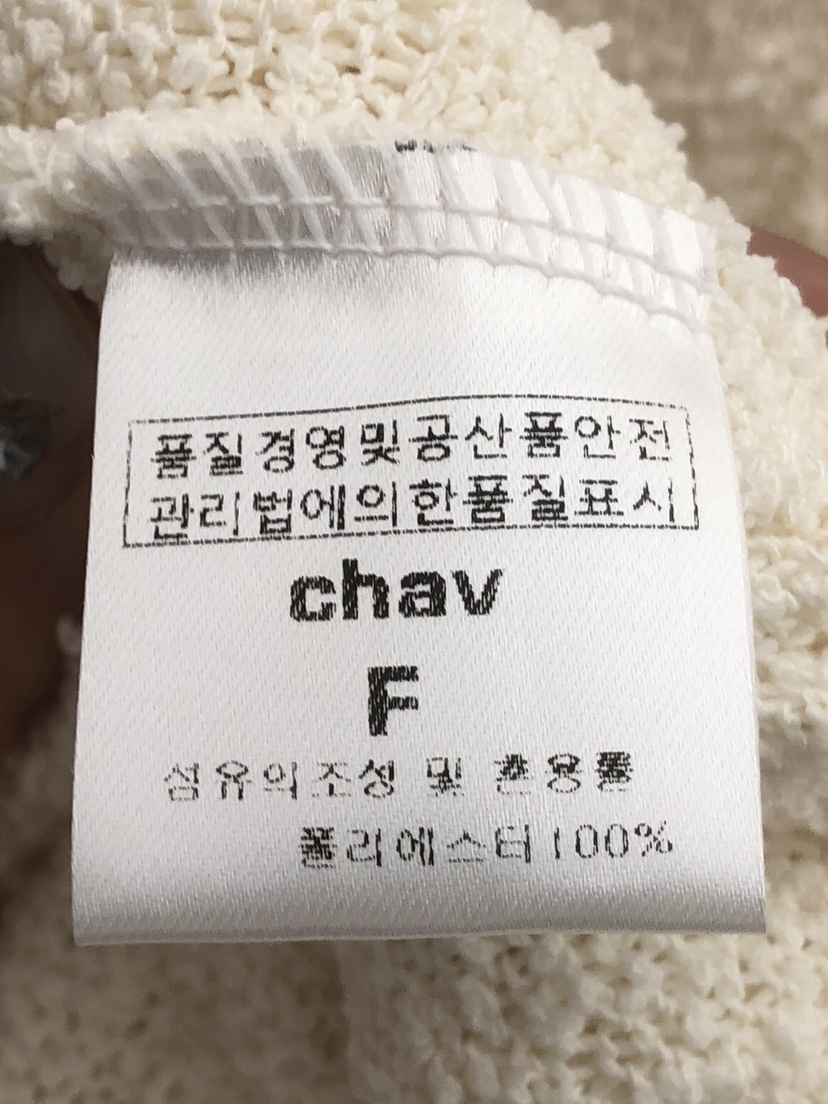 품질경영및공산품안전
관리법에의한품질표시
chav
F
섬유의조성 및 혼용률
폴리에스터100%